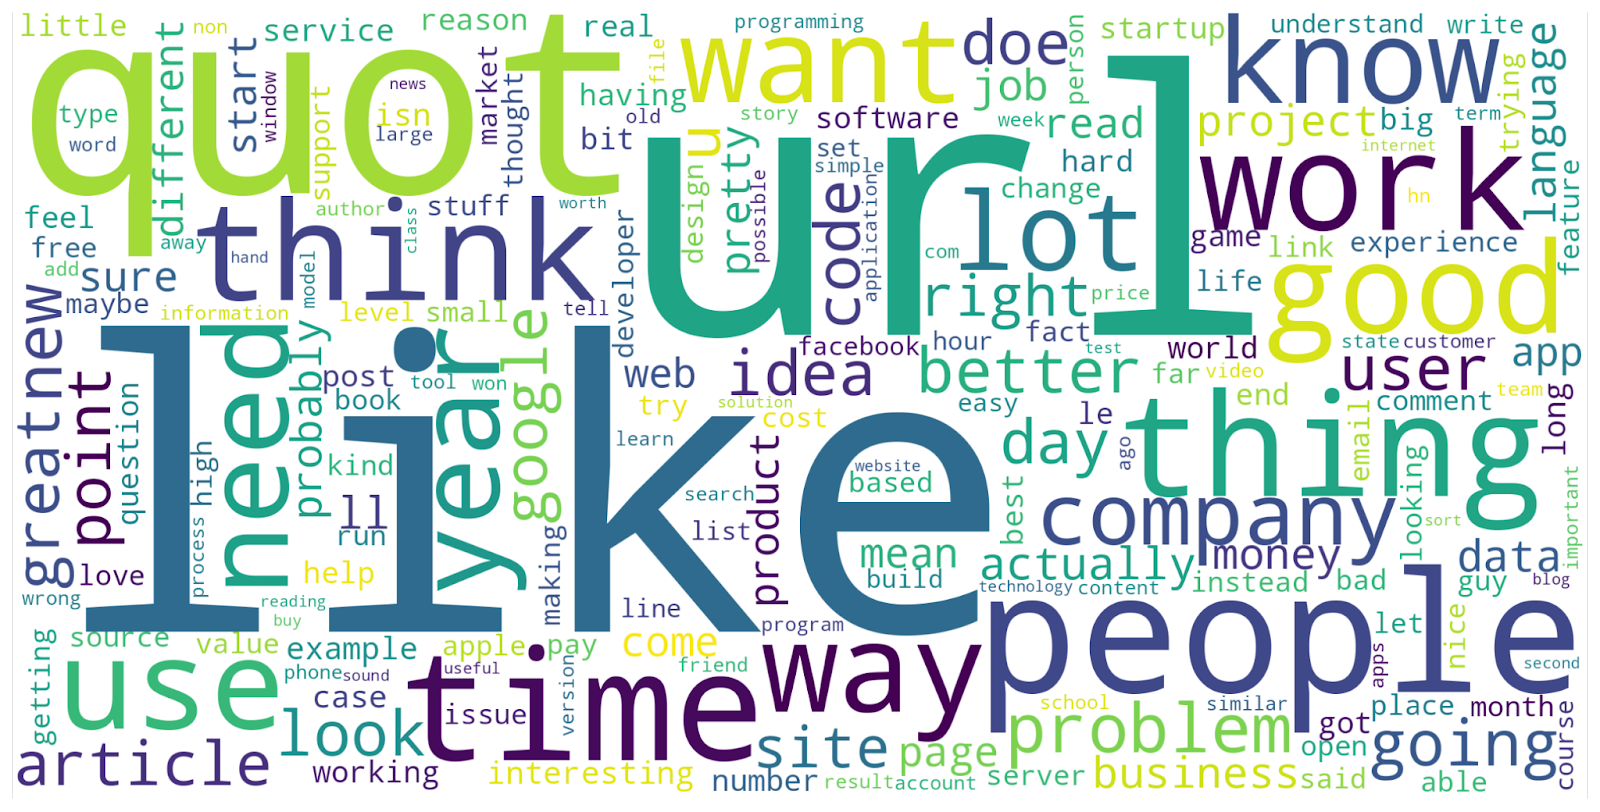 little
non
service
reason
real
programming
doe
startup
understand
write
quot
different
start
window
news
type
word
isn
large
support
market
thought
having
old
bit
file
want
story
software
job
person
week
read
know
project
big
term
trying
language
internet
feature
hard
set
simple
u
design
pretty
possible
code
application
url
change
work
hn
feel
free
add
sure
maybe
away
author
stuff
class
worth
think
hand
model
developer
com
lot
right
price
game
link
experience
life
good
information
level
small
tell
great
new
need
probably
year
google
post
book
tool
won
web
try
idea
facebook
solution
cost
hour
fact
test
better
easy
far
world
video
state
customer
user
app
team
end
comment
long
le
day
ago
thing
email
point
question
high
process
kind
ll
run
like
learn
search
list
product
website
based
best
company
looking
sort
important
love
wrong
help
reading
buy
making
line
mean
build
actually
technology
content
instead
money
bad
data
guy
blog
source
value
example
apple
pay
come
program
people
let
nice
second
getting
use
phone
sound
useful
case
look
time
issue
version
friend
way
school
similar
apps
place
month
course
article
working
interesting
site
number
result
account
page
server
problem
business
open
got
said
going
able